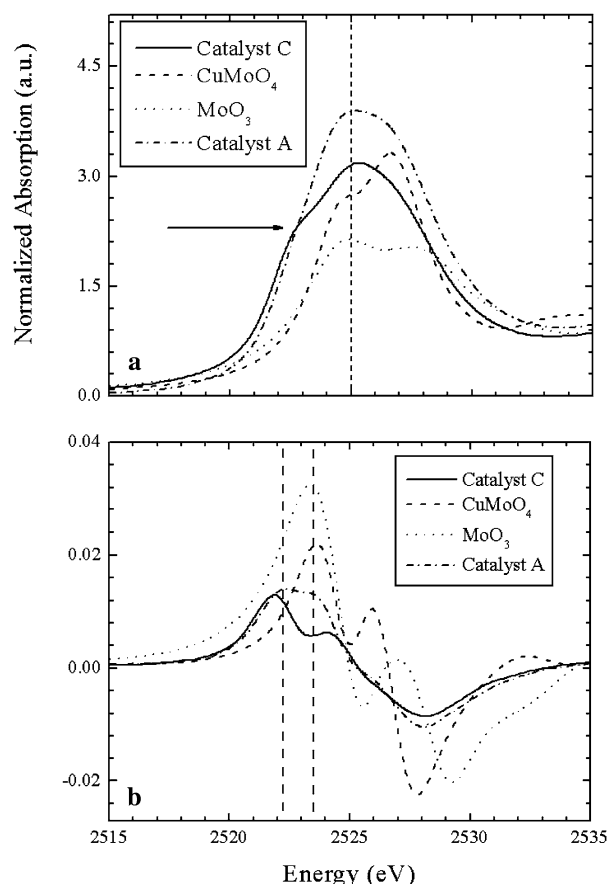 Normalized Absorption (a.u.)
4.5
3.0
1.5
0.0
Catalyst C
CuMoO₄
MoO₃
Catalyst A
a
0.04
0.02
0.00
-0.02
Catalyst C
CuMoO₄
MoO₃
Catalyst A
b
2515 2520 2525 2530 2535
Energy (eV)